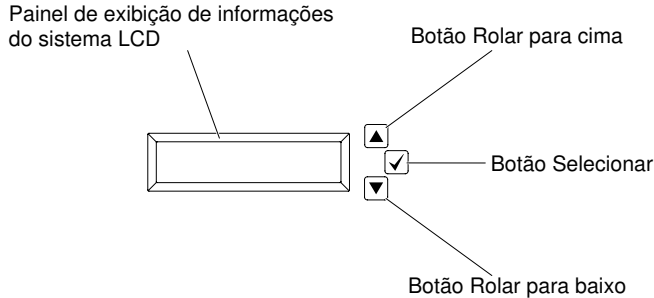 Painel de exibição de informações
do sistema LCD
Botão Rolar para cima
Botão Selecionar
Botão Rolar para baixo